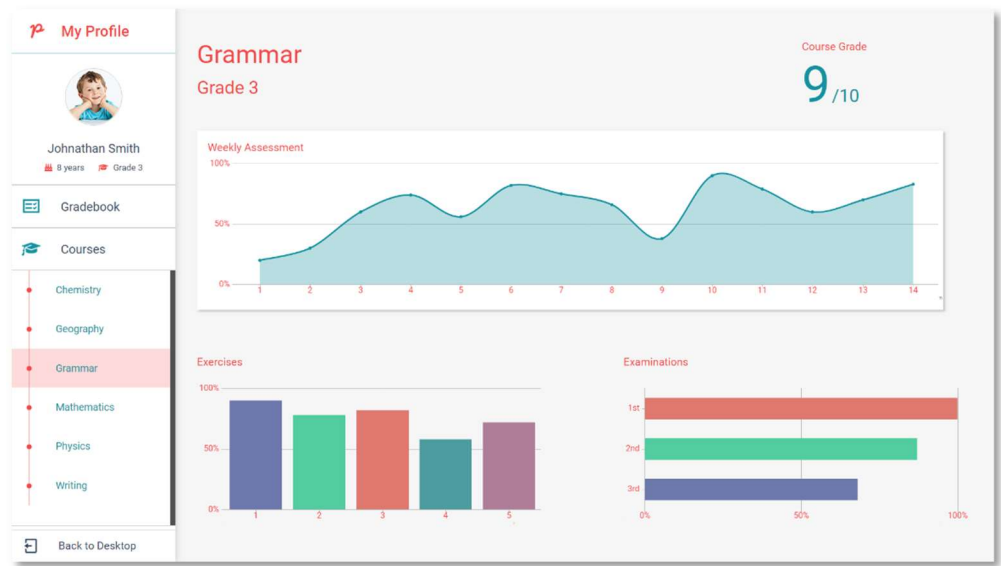 My Profile
Johnathan Smith
8 years Grade 3
Gradebook
Courses
Chemistry
Geography
Grammar
Mathematics
Physics
Writing
Back to Desktop
Grammar
Grade 3
Course Grade
9/10
Weekly Assessment
100%
50%
0%
1 2 3 4 5 6 7 8 9 10 11 12 13 14
Exercises
100%
50%
0%
1 2 3 4 5
Examinations
1st
2nd
3rd
0% 50% 100%